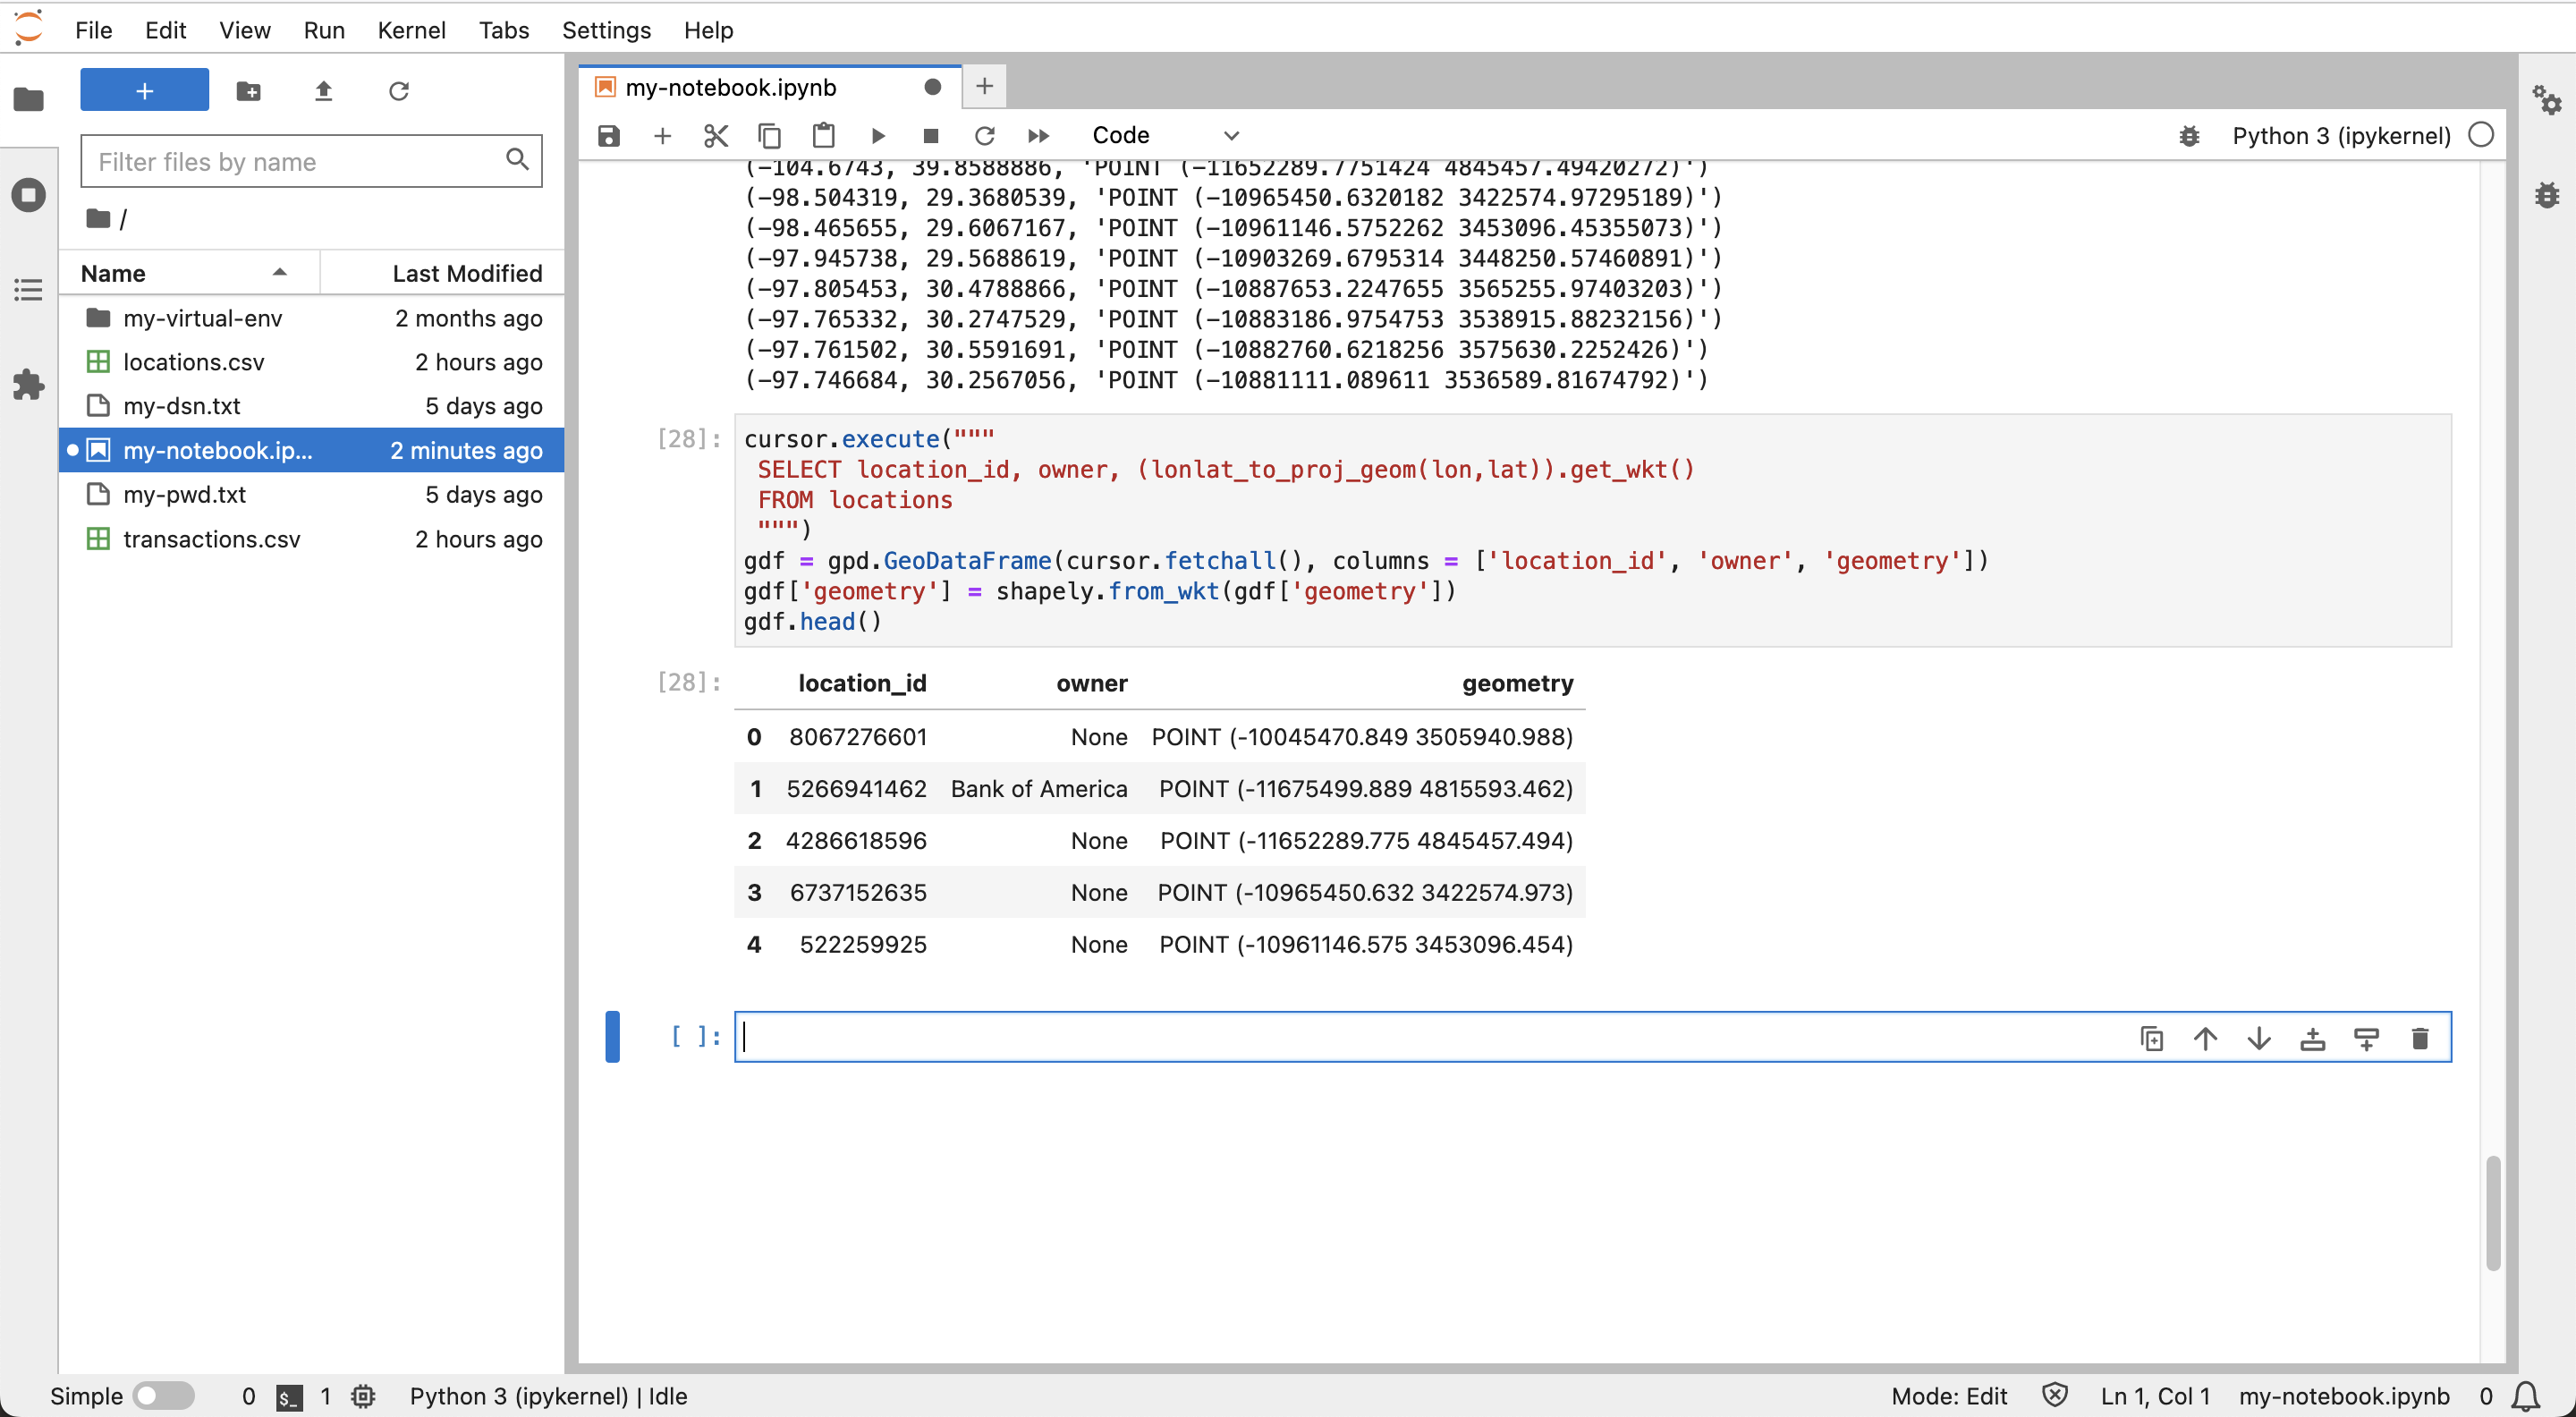 File Edit View Run Kernel Tabs Settings Help
my-notebook.ipynb
Filter files by name
Code
Python 3 (ipykernel)
/
Name Last Modified
my-virtual-env 2 months ago
locations.csv 2 hours ago
my-dsn.txt 5 days ago
my-notebook.ip... 2 minutes ago
my-pwd.txt 5 days ago
transactions.csv 2 hours ago
(-104.6743, 39.8588886, 'POINT (-11652289.7751424 4845457.49420272)')
(-98.504319, 29.3680539, 'POINT (-10965450.6320182 3422574.97295189)')
(-98.465655, 29.6067167, 'POINT (-10961146.5752262 3453096.45355073)')
(-97.945738, 29.5688619, 'POINT (-10903269.6795314 3448250.57460891)')
(-97.805453, 30.4788866, 'POINT (-10887653.2247655 3565255.97403203)')
(-97.765332, 30.2747529, 'POINT (-10883186.9754753 3538915.88232156)')
(-97.761502, 30.5591691, 'POINT (-10882760.6218256 3575630.2252426)')
(-97.746684, 30.2567056, 'POINT (-10881111.089611 3536589.81674792)')
[28]: cursor.execute("""
SELECT location_id, owner, (lonlat_to_proj_geom(lon,lat)).get_wkt()
FROM locations
""")
gdf = gpd.GeoDataFrame(cursor.fetchall(), columns = ['location_id', 'owner', 'geometry'])
gdf['geometry'] = shapely.from_wkt(gdf['geometry'])
gdf.head()
[28]: location_id owner geometry
0 8067276601 None POINT (-10045470.849 3505940.988)
1 5266941462 Bank of America POINT (-11675499.889 4815593.462)
2 4286618596 None POINT (-11652289.775 4845457.494)
3 6737152635 None POINT (-10965450.632 3422574.973)
4 522259925 None POINT (-10961146.575 3453096.454)
[ ]:
Simple 0 $_ 1 Python 3 (ipykernel) | Idle Mode: Edit Ln 1, Col 1 my-notebook.ipynb 0